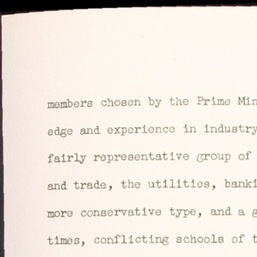 members chosen by the Prime Min
edge and experience in industry
fairly representative group of
and trade, the utilities, banki
more conservative type, and a g
times, conflicting schools of t